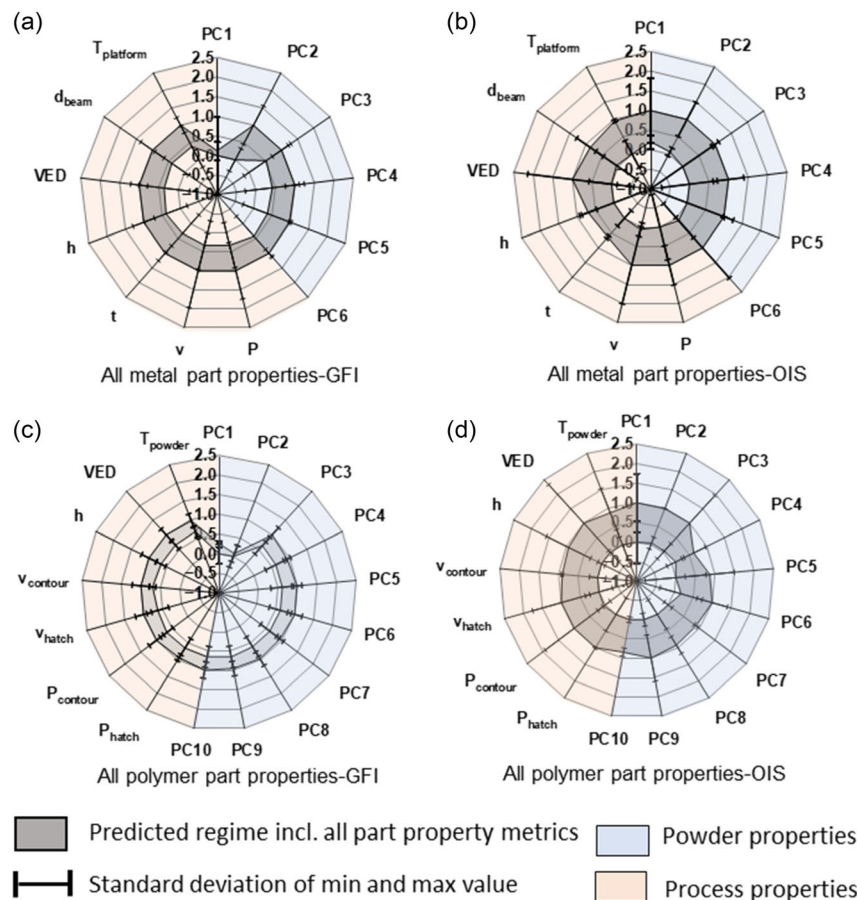 (a)
PC1
PC2
PC3
PC4
PC5
PC6
P
v
t
h
VED
d_beam
T_platform
2.5
2.0
1.5
1.0
0.5
0.0
−1.0
All metal part properties-GFI
(b)
PC1
PC2
PC3
PC4
PC5
PC6
P
v
t
h
VED
d_beam
T_platform
2.5
2.0
1.5
1.0
0.5
0.0
All metal part properties-OIS
(c)
PC1
PC2
PC3
PC4
PC5
PC6
PC7
PC8
PC9
PC10
P_hatch
P_contour
v_hatch
v_contour
h
VED
T_powder
2.5
2.0
1.5
1.0
0.5
0.0
−0.5
−1.0
All polymer part properties-GFI
(d)
PC1
PC2
PC3
PC4
PC5
PC6
PC7
PC8
PC9
PC10
P_hatch
P_contour
v_hatch
v_contour
h
VED
T_powder
2.5
2.0
1.5
1.0
0.5
0.0
−0.5
−1.0
All polymer part properties-OIS
Predicted regime incl. all part property metrics
Powder properties
Standard deviation of min and max value
Process properties